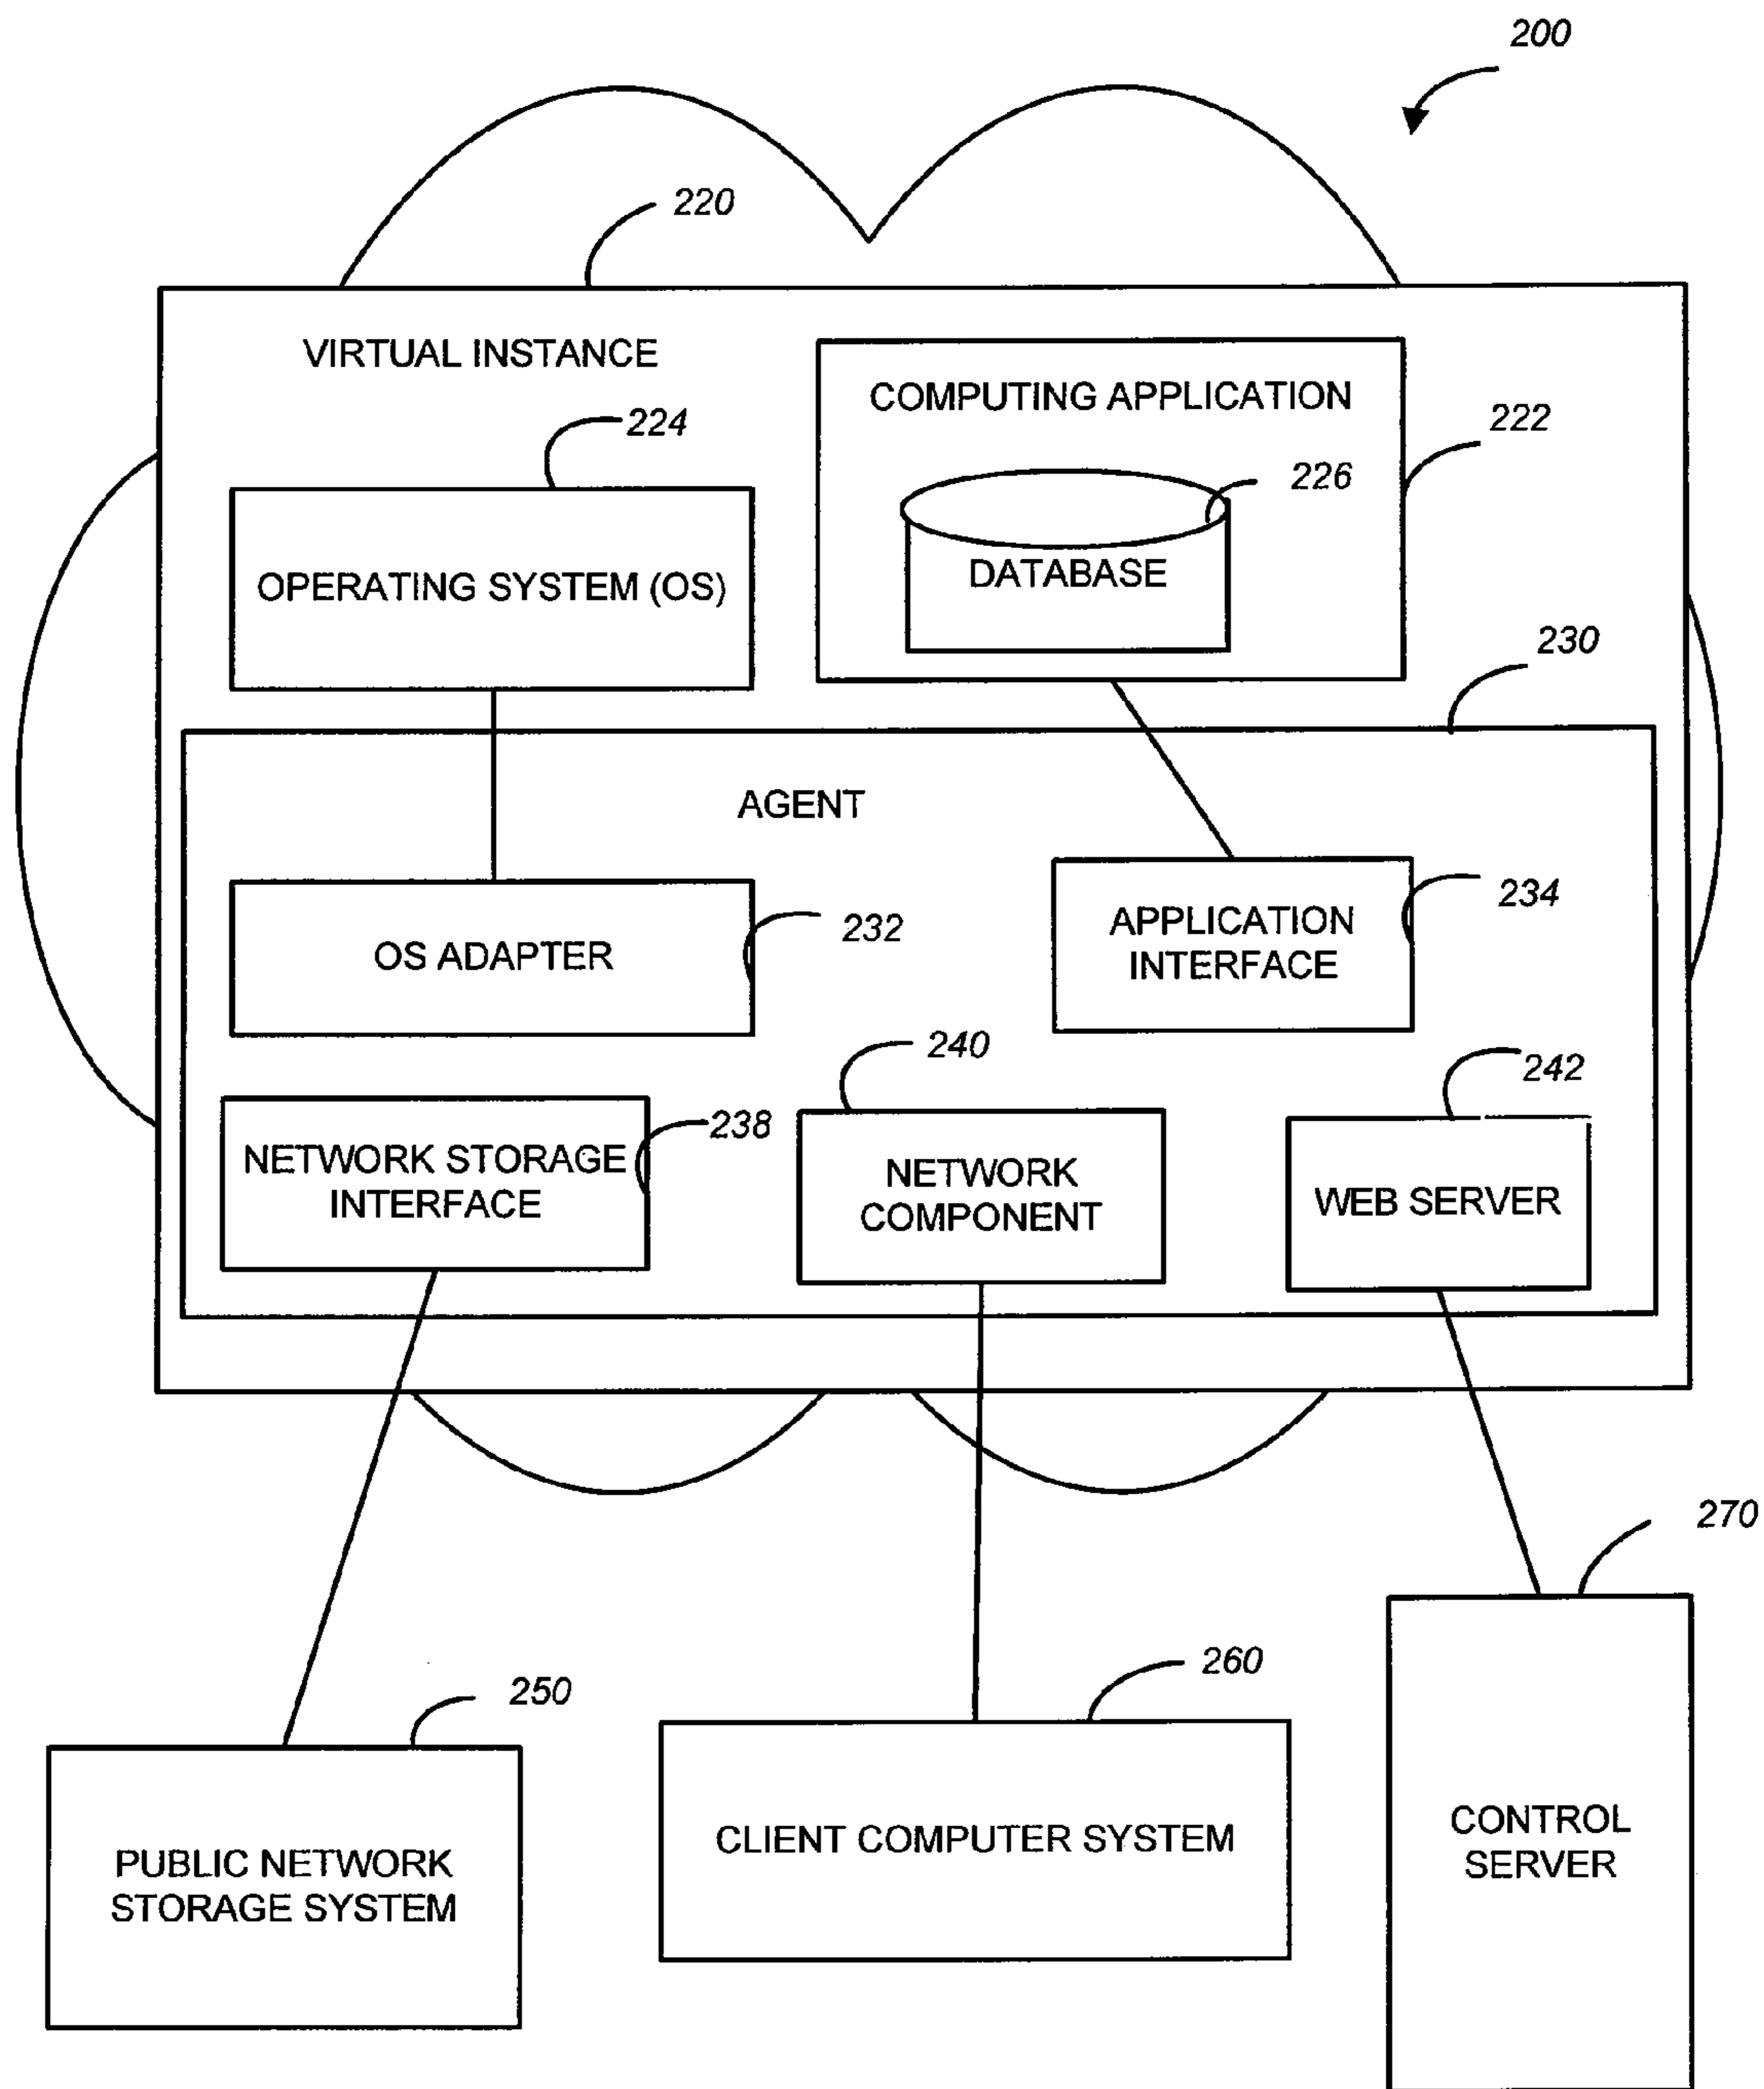 200
220
VIRTUAL INSTANCE
COMPUTING APPLICATION
224
222
226
OPERATING SYSTEM (OS)
DATABASE
230
AGENT
232
OS ADAPTER
234
APPLICATION
INTERFACE
240
242
238
NETWORK STORAGE
INTERFACE
NETWORK
COMPONENT
WEB SERVER
270
260
250
PUBLIC NETWORK
STORAGE SYSTEM
CLIENT COMPUTER SYSTEM
CONTROL
SERVER